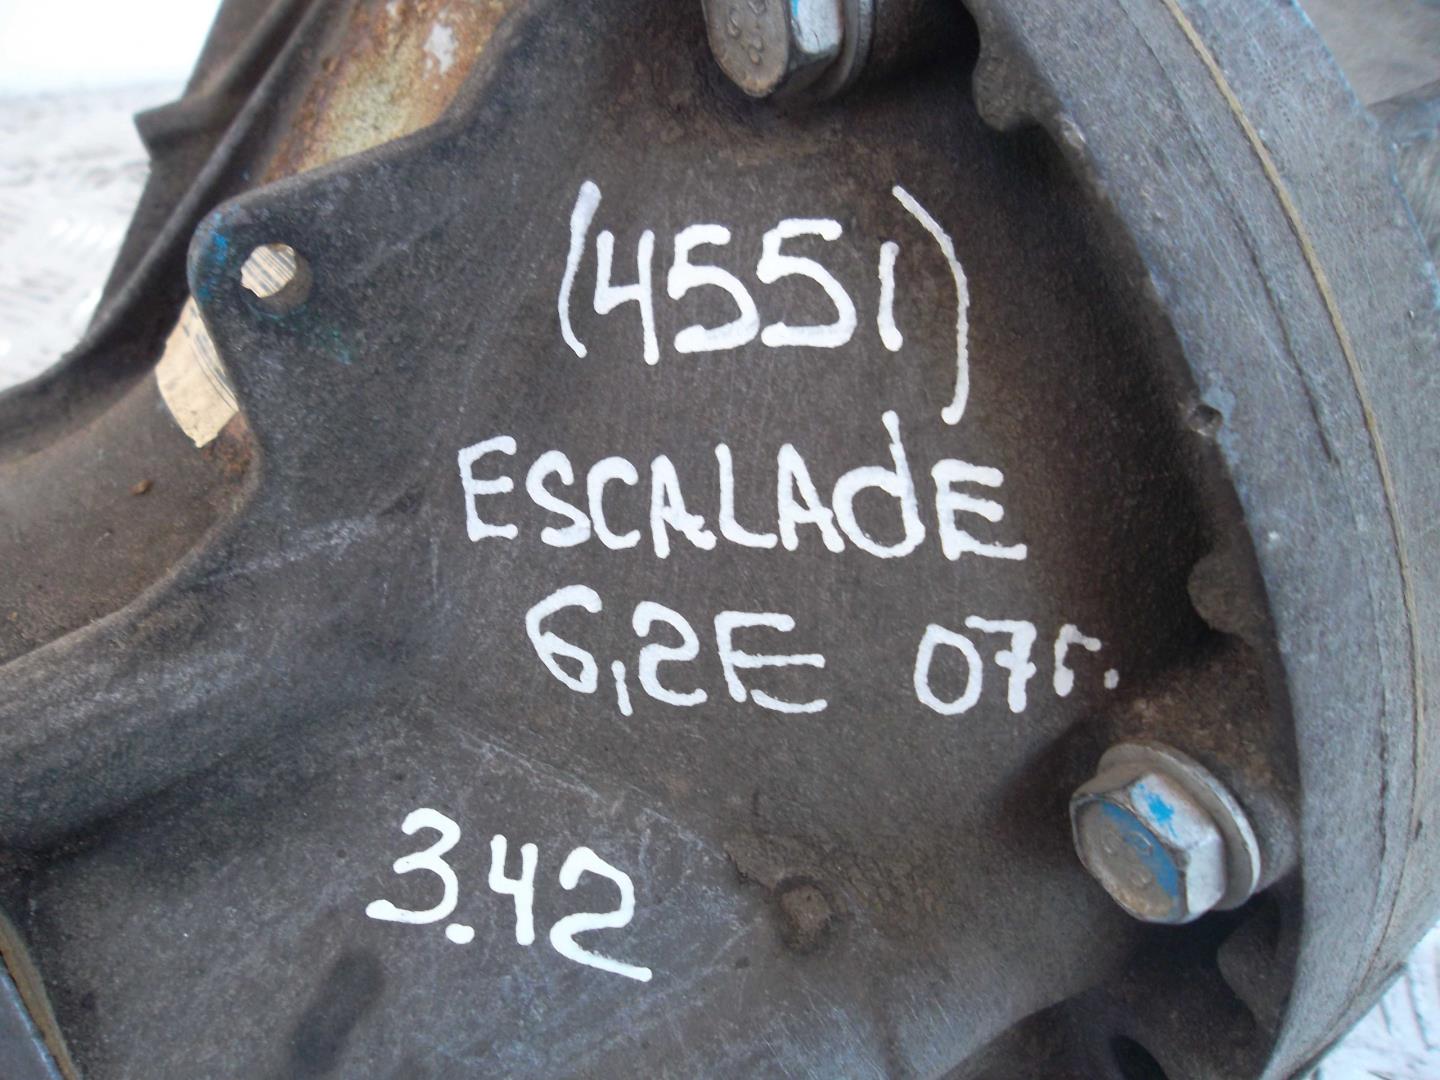 (4551)
ESCALAdE
6,2E 07г.
3.42